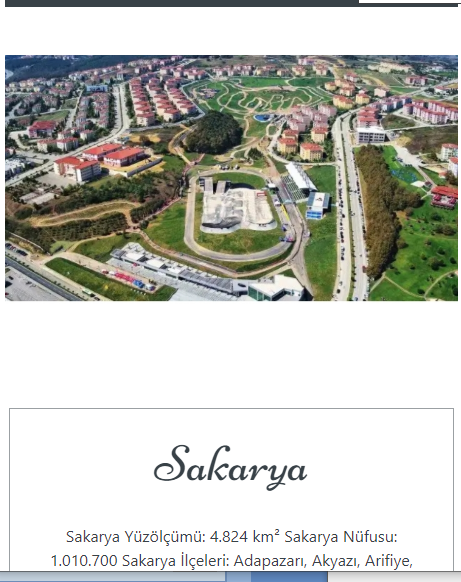 Sakarya
Sakarya Yüzölçümü: 4.824 km² Sakarya Nüfusu:
1.010.700 Sakarya İlçeleri: Adapazarı, Akyazı, Arifiye,